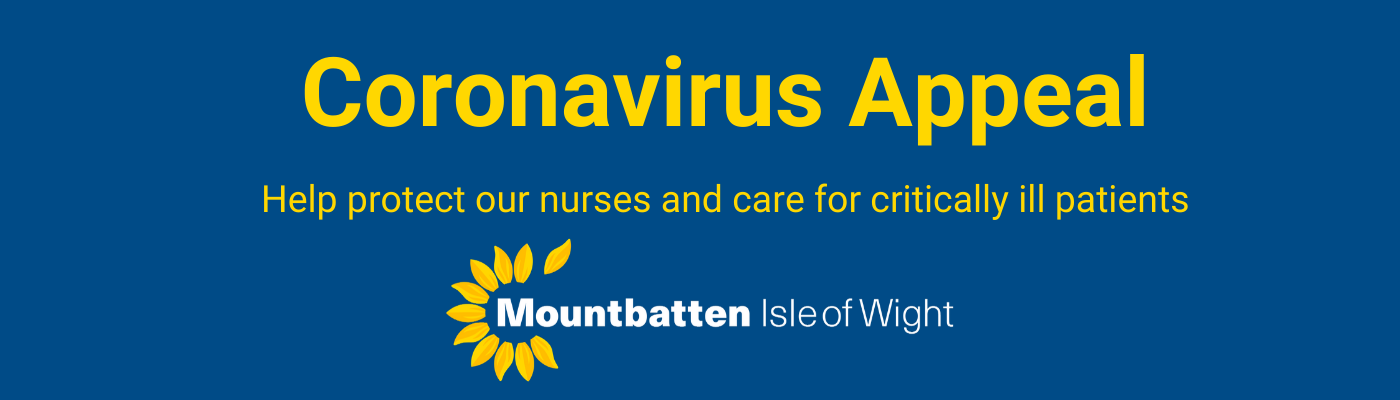 Coronavirus Appeal
Help protect our nurses and care for critically ill patients
Mountbatten Isle of Wight